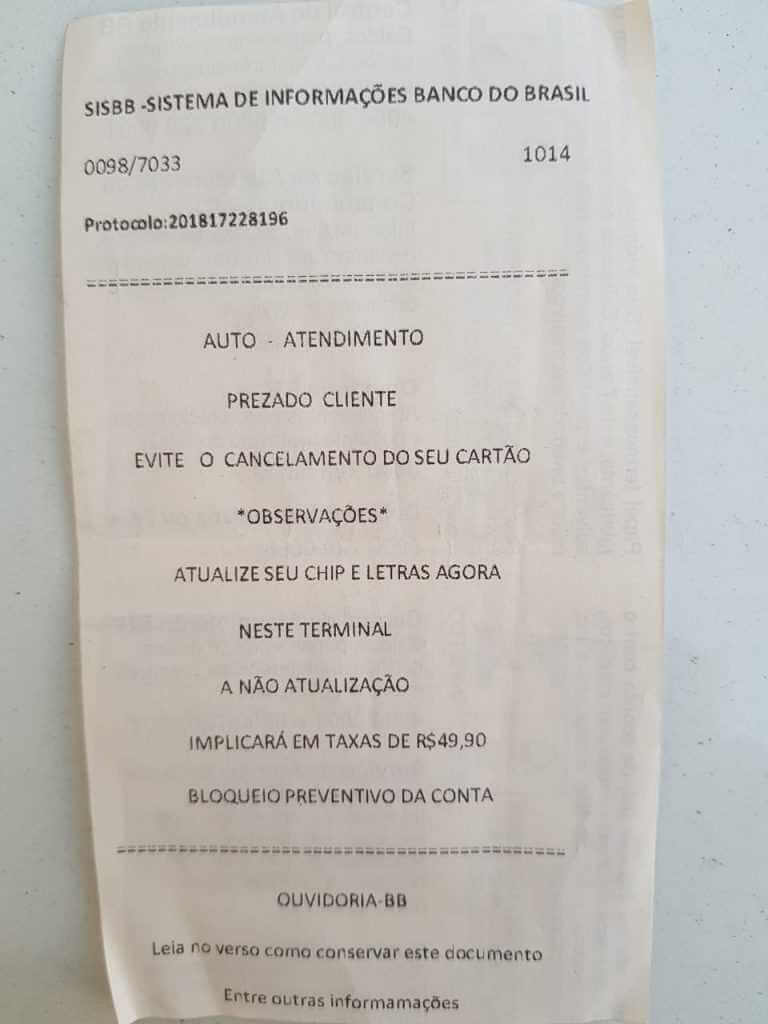 SISBB -SISTEMA DE INFORMAÇÕES BANCO DO BRASIL
0098/7033 1014
Protocolo:201817228196
=================================================
AUTO - ATENDIMENTO
PREZADO CLIENTE
EVITE O CANCELAMENTO DO SEU CARTÃO
*OBSERVAÇÕES*
ATUALIZE SEU CHIP E LETRAS AGORA
NESTE TERMINAL
A NÃO ATUALIZAÇÃO
IMPLICARÁ EM TAXAS DE R$49,90
BLOQUEIO PREVENTIVO DA CONTA
=================================================
OUVIDORIA-BB
Leia no verso como conservar este documento
Entre outras informamações